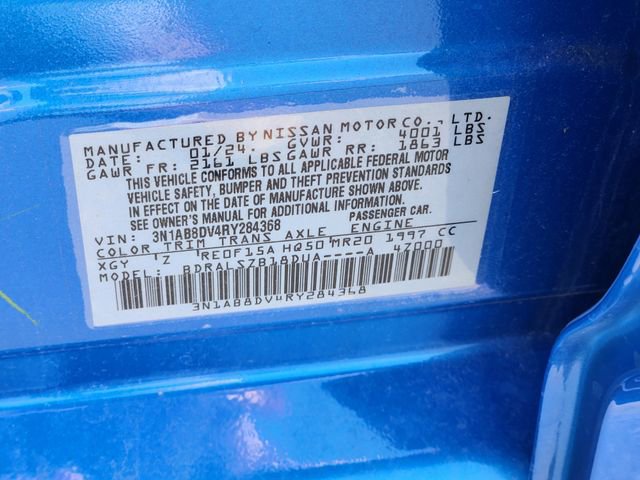 MANUFACTURED BY NISSAN MOTOR CO., LTD.
DATE: 01/24 GVWR: 4001 LBS
GAWR FR: 2161 LBS GAWR RR: 1863 LBS
THIS VEHICLE CONFORMS TO ALL APPLICABLE FEDERAL MOTOR
VEHICLE SAFETY, BUMPER AND THEFT PREVENTION STANDARDS
IN EFFECT ON THE DATE OF MANUFACTURE SHOWN ABOVE.
SEE OWNER'S MANUAL FOR ADDITIONAL INFORMATION.
VIN: 3N1AB8DV4RY284368 PASSENGER CAR.
COLOR TRIM TRANS AXLE ENGINE
XGY Z RE0F15A HQ50 MR20 1997 CC
MODEL: BDRALSZB18DUA----A 47000
3N1AB8DV4RY284368